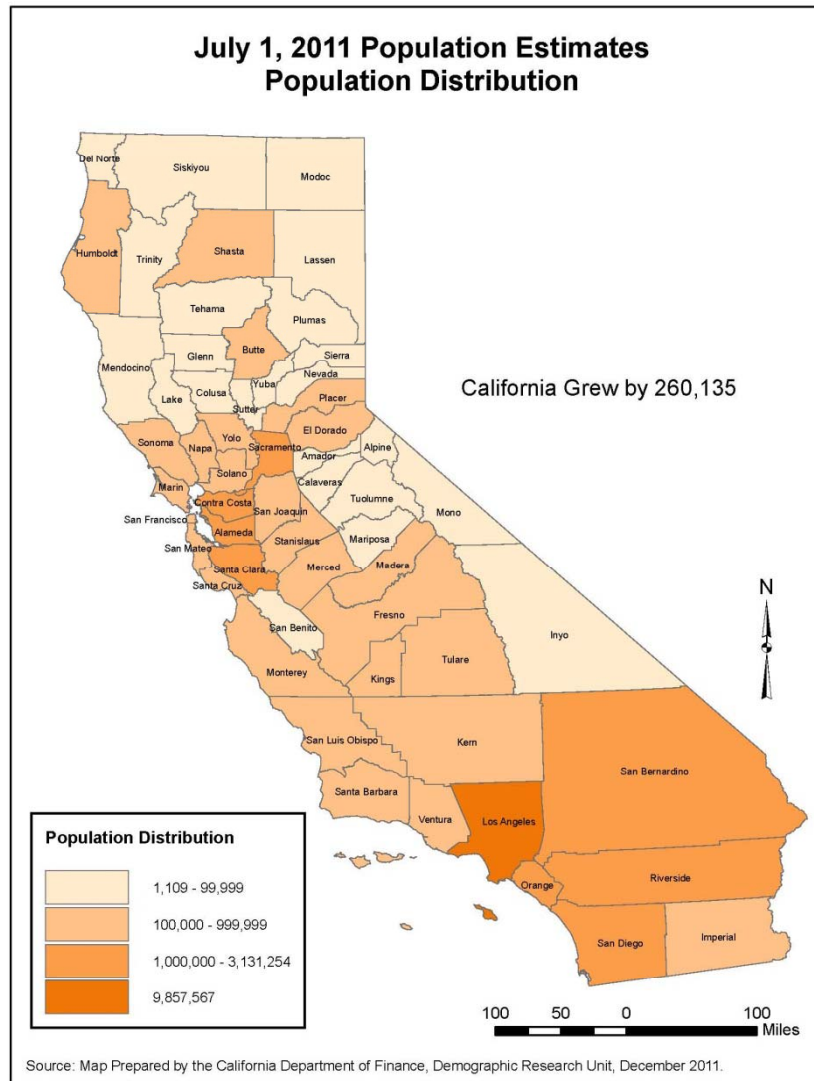 July 1, 2011 Population Estimates
Population Distribution
Del Norte
Siskiyou
Modoc
Humboldt
Trinity
Shasta
Lassen
Tehama
Plumas
Mendocino
Glenn
Butte
Sierra
Lake
Colusa
Sutter
Yuba
Nevada
Placer
California Grew by 260,135
El Dorado
Sonoma
Napa
Yolo
Sacramento
Amador
Alpine
Solano
Calaveras
Marin
Contra Costa
San Joaquin
Tuolumne
Mono
San Francisco
Alameda
Stanislaus
Mariposa
San Mateo
Santa Clara
Merced
Madera
Santa Cruz
San Benito
Fresno
Inyo
N
Monterey
Kings
Tulare
San Luis Obispo
Kern
San Bernardino
Santa Barbara
Ventura
Los Angeles
Orange
Riverside
San Diego
Imperial
Population Distribution
1,109 - 99,999
100,000 - 999,999
1,000,000 - 3,131,254
9,857,567
100 50 0 100
Miles
Source: Map Prepared by the California Department of Finance, Demographic Research Unit, December 2011.